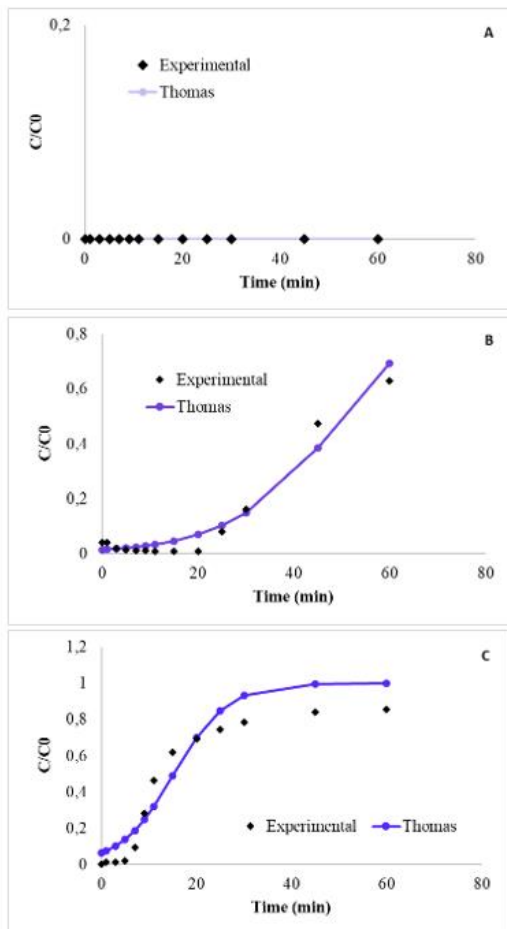 A
0,2
Experimental
Thomas
C/C0
0
0 20 40 60 80
Time (min)
B
0,8
Experimental
0,6
Thomas
C/C0
0,4
0,2
0
0 20 40 60 80
Time (min)
C
1,2
1
0,8
C/C0
0,6
0,4
Experimental Thomas
0,2
0
0 20 40 60 80
Time (min)